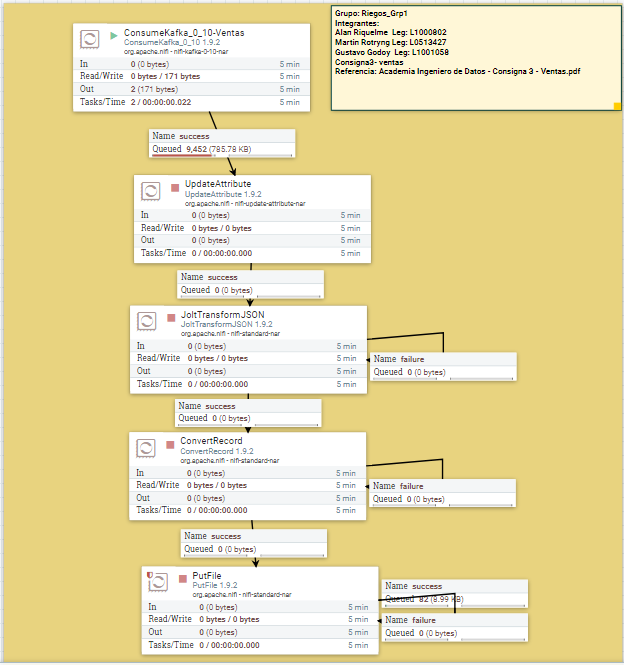 Grupo: Riegos_Grp1
Integrantes:
Alan Riquelme Leg: L1000802
Martin Rotryng Leg: L0513427
Gustavo Godoy Leg: L1001058
Consigna3- ventas
Referencia: Academia Ingeniero de Datos - Consigna 3 - Ventas.pdf
ConsumeKafka_0_10-Ventas
ConsumeKafka_0_10 1.9.2
org.apache.nifi - nifi-kafka-0-10-nar
In 0 (0 bytes) 5 min
Read/Write 0 bytes / 171 bytes 5 min
Out 2 (171 bytes) 5 min
Tasks/Time 2 / 00:00:00.022 5 min
Name success
Queued 9,452 (785.78 KB)
UpdateAttribute
UpdateAttribute 1.9.2
org.apache.nifi - nifi-update-attribute-nar
In 0 (0 bytes) 5 min
Read/Write 0 bytes / 0 bytes 5 min
Out 0 (0 bytes) 5 min
Tasks/Time 0 / 00:00:00.000 5 min
Name success
Queued 0 (0 bytes)
JoltTransformJSON
JoltTransformJSON 1.9.2
org.apache.nifi - nifi-standard-nar
In 0 (0 bytes) 5 min
Read/Write 0 bytes / 0 bytes 5 min
Out 0 (0 bytes) 5 min
Tasks/Time 0 / 00:00:00.000 5 min
Name failure
Queued 0 (0 bytes)
Name success
Queued 0 (0 bytes)
ConvertRecord
ConvertRecord 1.9.2
org.apache.nifi - nifi-standard-nar
In 0 (0 bytes) 5 min
Read/Write 0 bytes / 0 bytes 5 min
Out 0 (0 bytes) 5 min
Tasks/Time 0 / 00:00:00.000 5 min
Name failure
Queued 0 (0 bytes)
Name success
Queued 0 (0 bytes)
PutFile
PutFile 1.9.2
org.apache.nifi - nifi-standard-nar
In 0 (0 bytes) 5 min
Read/Write 0 bytes / 0 bytes 5 min
Out 0 (0 bytes) 5 min
Tasks/Time 0 / 00:00:00.000 5 min
Name success
Queued 82 (8.99 KB)
Name failure
Queued 0 (0 bytes)